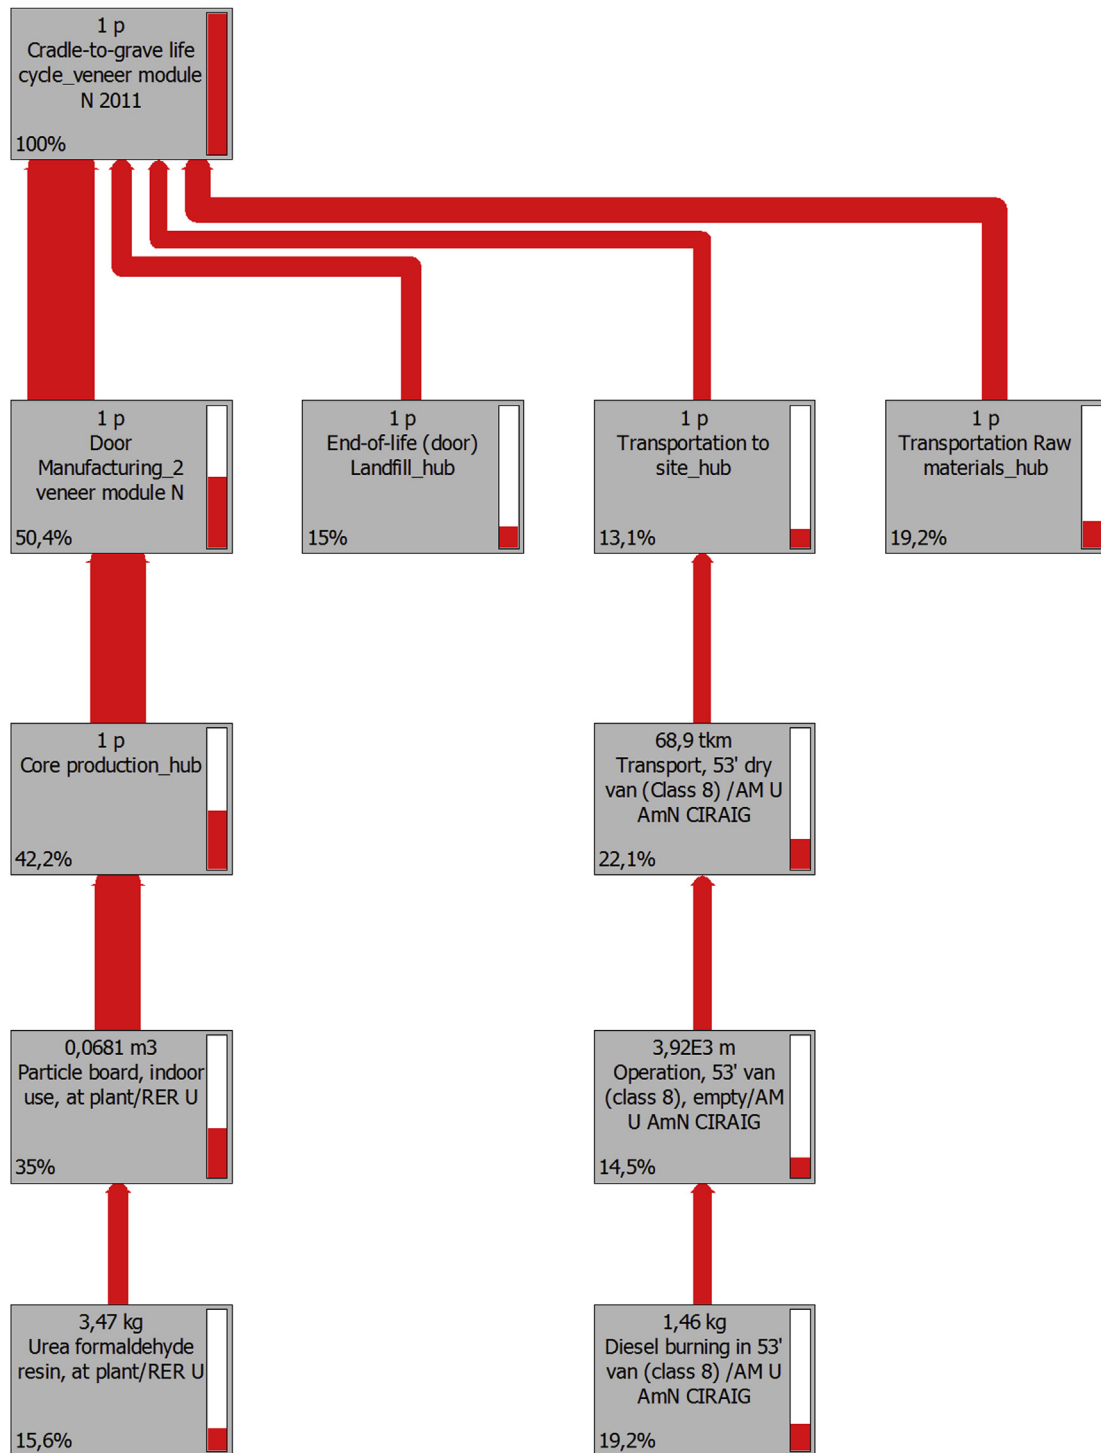 1 p
Cradle-to-grave life
cycle_veneer module
N 2011
100%
1 p
Door
Manufacturing_2
veneer module N
50,4%
1 p
End-of-life (door)
Landfill_hub
15%
1 p
Transportation to
site_hub
13,1%
1 p
Transportation Raw
materials_hub
19,2%
1 p
Core production_hub
42,2%
68,9 tkm
Transport, 53' dry
van (Class 8) /AM U
AmN CIRAIG
22,1%
0,0681 m3
Particle board, indoor
use, at plant/RER U
35%
3,92E3 m
Operation, 53' van
(class 8), empty/AM
U AmN CIRAIG
14,5%
3,47 kg
Urea formaldehyde
resin, at plant/RER U
15,6%
1,46 kg
Diesel burning in 53'
van (class 8) /AM U
AmN CIRAIG
19,2%